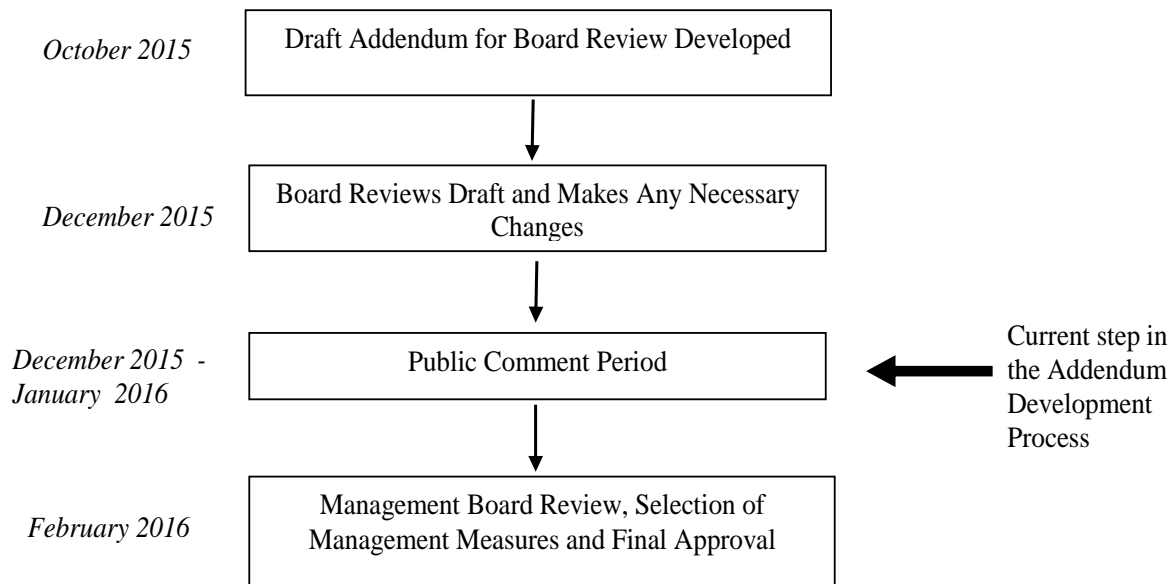 October 2015
Draft Addendum for Board Review Developed
December 2015
Board Reviews Draft and Makes Any Necessary
Changes
December 2015 -
January 2016
Public Comment Period
Current step in
the Addendum
Development
Process
February 2016
Management Board Review, Selection of
Management Measures and Final Approval